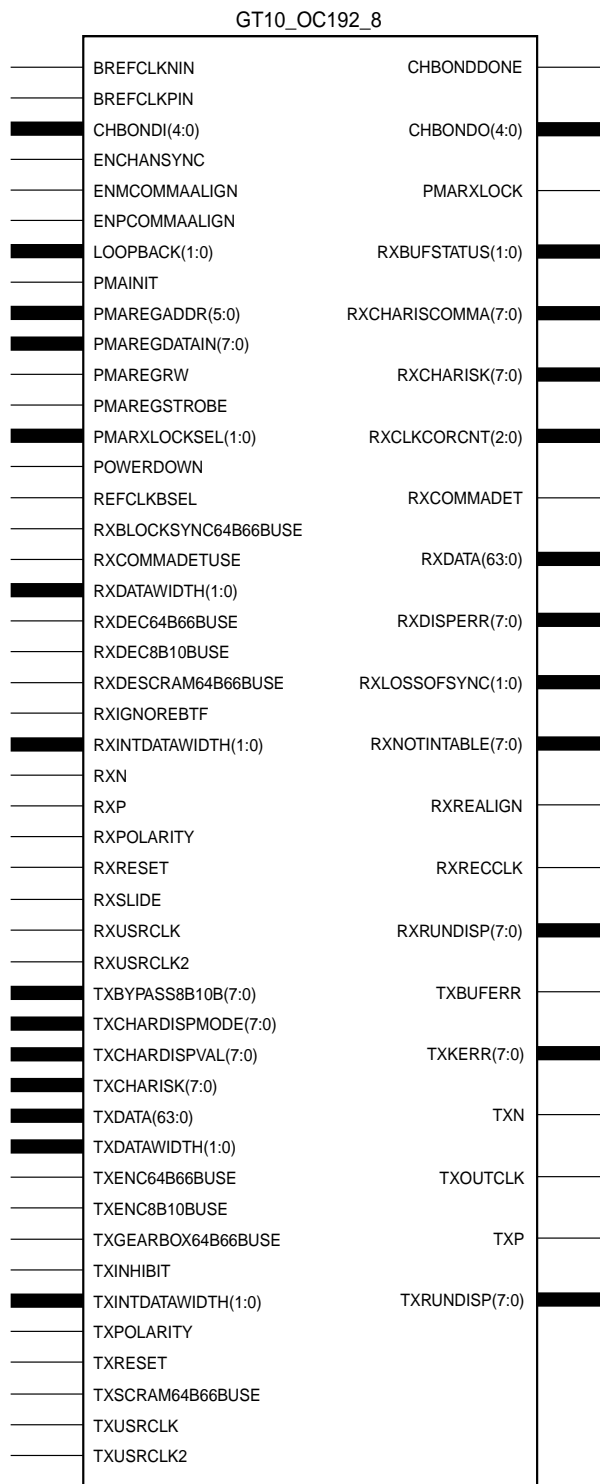 GT10_OC192_8
BREFCLKNIN CHBONDDONE
BREFCLKPIN
CHBONDI(4:0) CHBONDO(4:0)
ENCHANSYNC
ENMCOMMAALIGN PMARXLOCK
ENPCOMMAALIGN
LOOPBACK(1:0) RXBUFSTATUS(1:0)
PMAINIT
PMAREGADDR(5:0) RXCHARISCOMMA(7:0)
PMAREGDATAIN(7:0)
PMAREGRW RXCHARISK(7:0)
PMAREGSTROBE
PMARXLOCKSEL(1:0) RXCLKCORCNT(2:0)
POWERDOWN
REFCLKBSEL RXCOMMADET
RXBLOCKSYNC64B66BUSE
RXCOMMADETUSE RXDATA(63:0)
RXDATAWIDTH(1:0)
RXDEC64B66BUSE RXDISPERR(7:0)
RXDEC8B10BUSE
RXDESCRAM64B66BUSE RXLOSSOFSYNC(1:0)
RXIGNOREBTF
RXINTDATAWIDTH(1:0) RXNOTINTABLE(7:0)
RXN
RXP RXREALIGN
RXPOLARITY
RXRESET RXRECCLK
RXSLIDE
RXUSRCLK RXRUNDISP(7:0)
RXUSRCLK2
TXBYPASS8B10B(7:0) TXBUFERR
TXCHARDISPMODE(7:0)
TXCHARDISPVAL(7:0) TXKERR(7:0)
TXCHARISK(7:0)
TXDATA(63:0) TXN
TXDATAWIDTH(1:0)
TXENC64B66BUSE TXOUTCLK
TXENC8B10BUSE
TXGEARBOX64B66BUSE TXP
TXINHIBIT
TXINTDATAWIDTH(1:0) TXRUNDISP(7:0)
TXPOLARITY
TXRESET
TXSCRAM64B66BUSE
TXUSRCLK
TXUSRCLK2